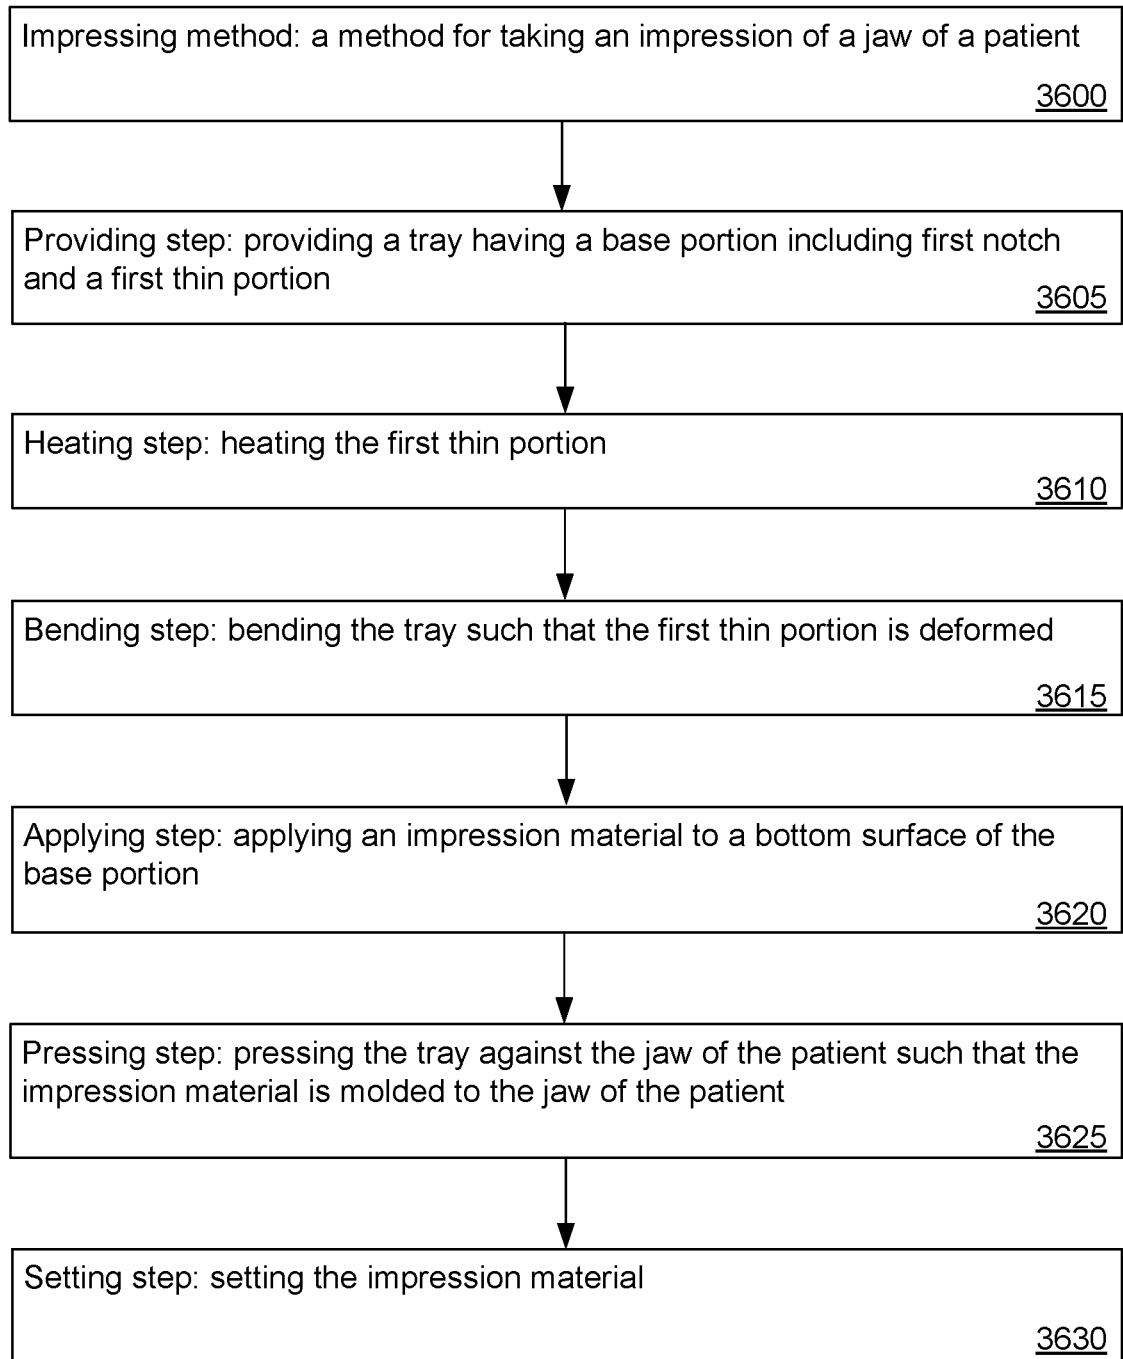 Impressing method: a method for taking an impression of a jaw of a patient
3600
Providing step: providing a tray having a base portion including first notch
and a first thin portion
3605
Heating step: heating the first thin portion
3610
Bending step: bending the tray such that the first thin portion is deformed
3615
Applying step: applying an impression material to a bottom surface of the
base portion
3620
Pressing step: pressing the tray against the jaw of the patient such that the
impression material is molded to the jaw of the patient
3625
Setting step: setting the impression material
3630